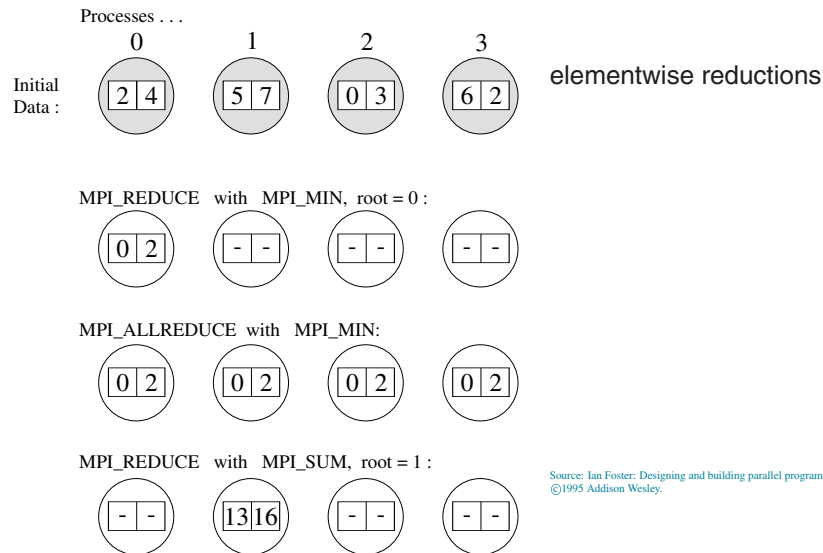 Processes . . .
0 1 2 3
Initial
Data :
2 4 5 7 0 3 6 2
elementwise reductions
MPI_REDUCE with MPI_MIN, root = 0 :
0 2 - - - - - -
MPI_ALLREDUCE with MPI_MIN:
0 2 0 2 0 2 0 2
MPI_REDUCE with MPI_SUM, root = 1 :
- - 13 16 - - - -
Source: Ian Foster: Designing and building parallel program
©1995 Addison Wesley.